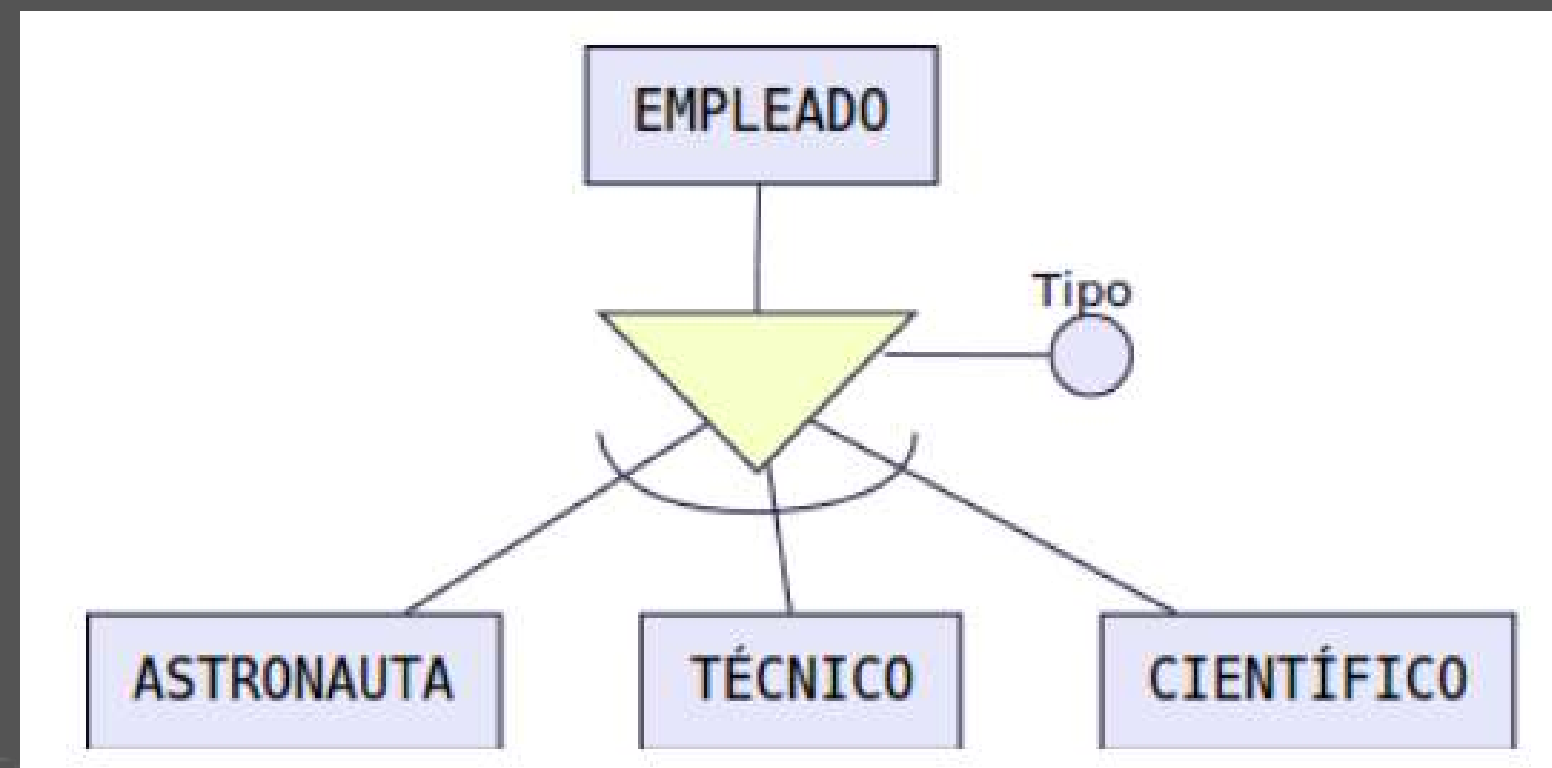 EMPLEADO
Tipo
ASTRONAUTA
TÉCNICO
CIENTÍFICO